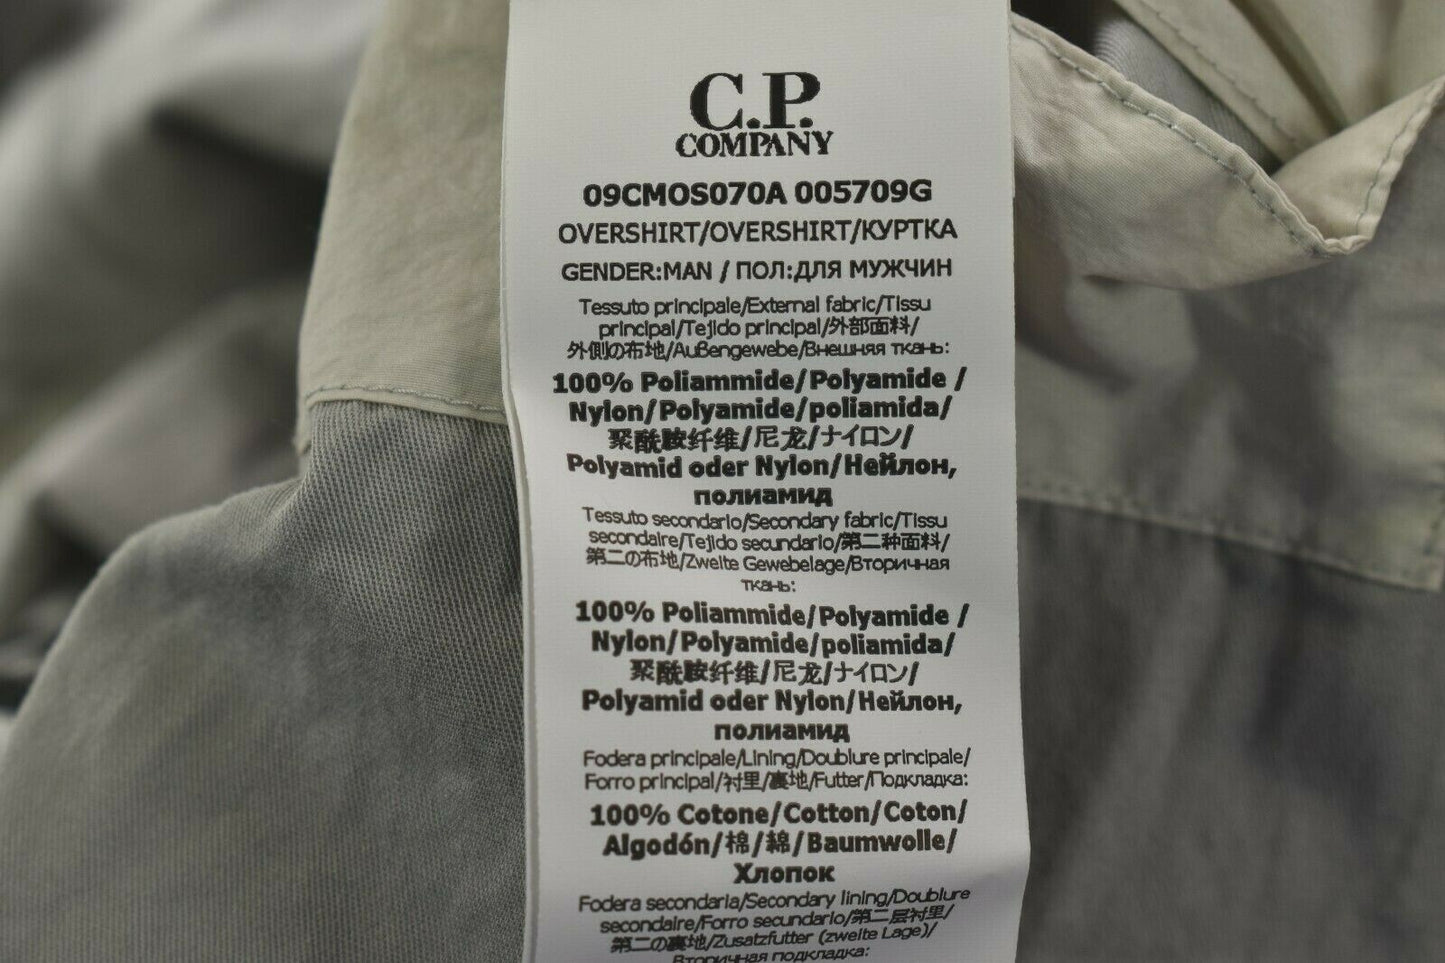 C.P.
COMPANY
09CMOS070A 005709G
OVERSHIRT/OVERSHIRT/КУРТКА
GENDER:MAN / ПОЛ:ДЛЯ МУЖЧИН
Tessuto principale/External fabric/Tissu
principal/Tejido principal/外部面料/
外側の布地/Außengewebe/Внешняя ткань:
100% Poliammide/Polyamide /
Nylon/Polyamide/poliamida/
聚酰胺纤维/尼龙/ナイロン/
Polyamid oder Nylon/Нейлон,
полиамид
Tessuto secondario/Secondary fabric/Tissu
secondaire/Tejido secundario/第二种面料/
第二の布地/Zweite Gewebelage/Вторичная
ткань:
100% Poliammide/Polyamide /
Nylon/Polyamide/poliamida/
聚酰胺纤维/尼龙/ナイロン/
Polyamid oder Nylon/Нейлон,
полиамид
Fodera principale/Lining/Doublure principale/
Forro principal/衬里/裏地/Futter/Подкладка:
100% Cotone/Cotton/Coton/
Algodón/棉/綿/Baumwolle/
Хлопок
Fodera secondaria/Secondary lining/Doublure
secondaire/Forro secundario/第二层衬里/
第二の裏地/Zusatzfutter (zweite Lage)/
Вторичная подкладка: